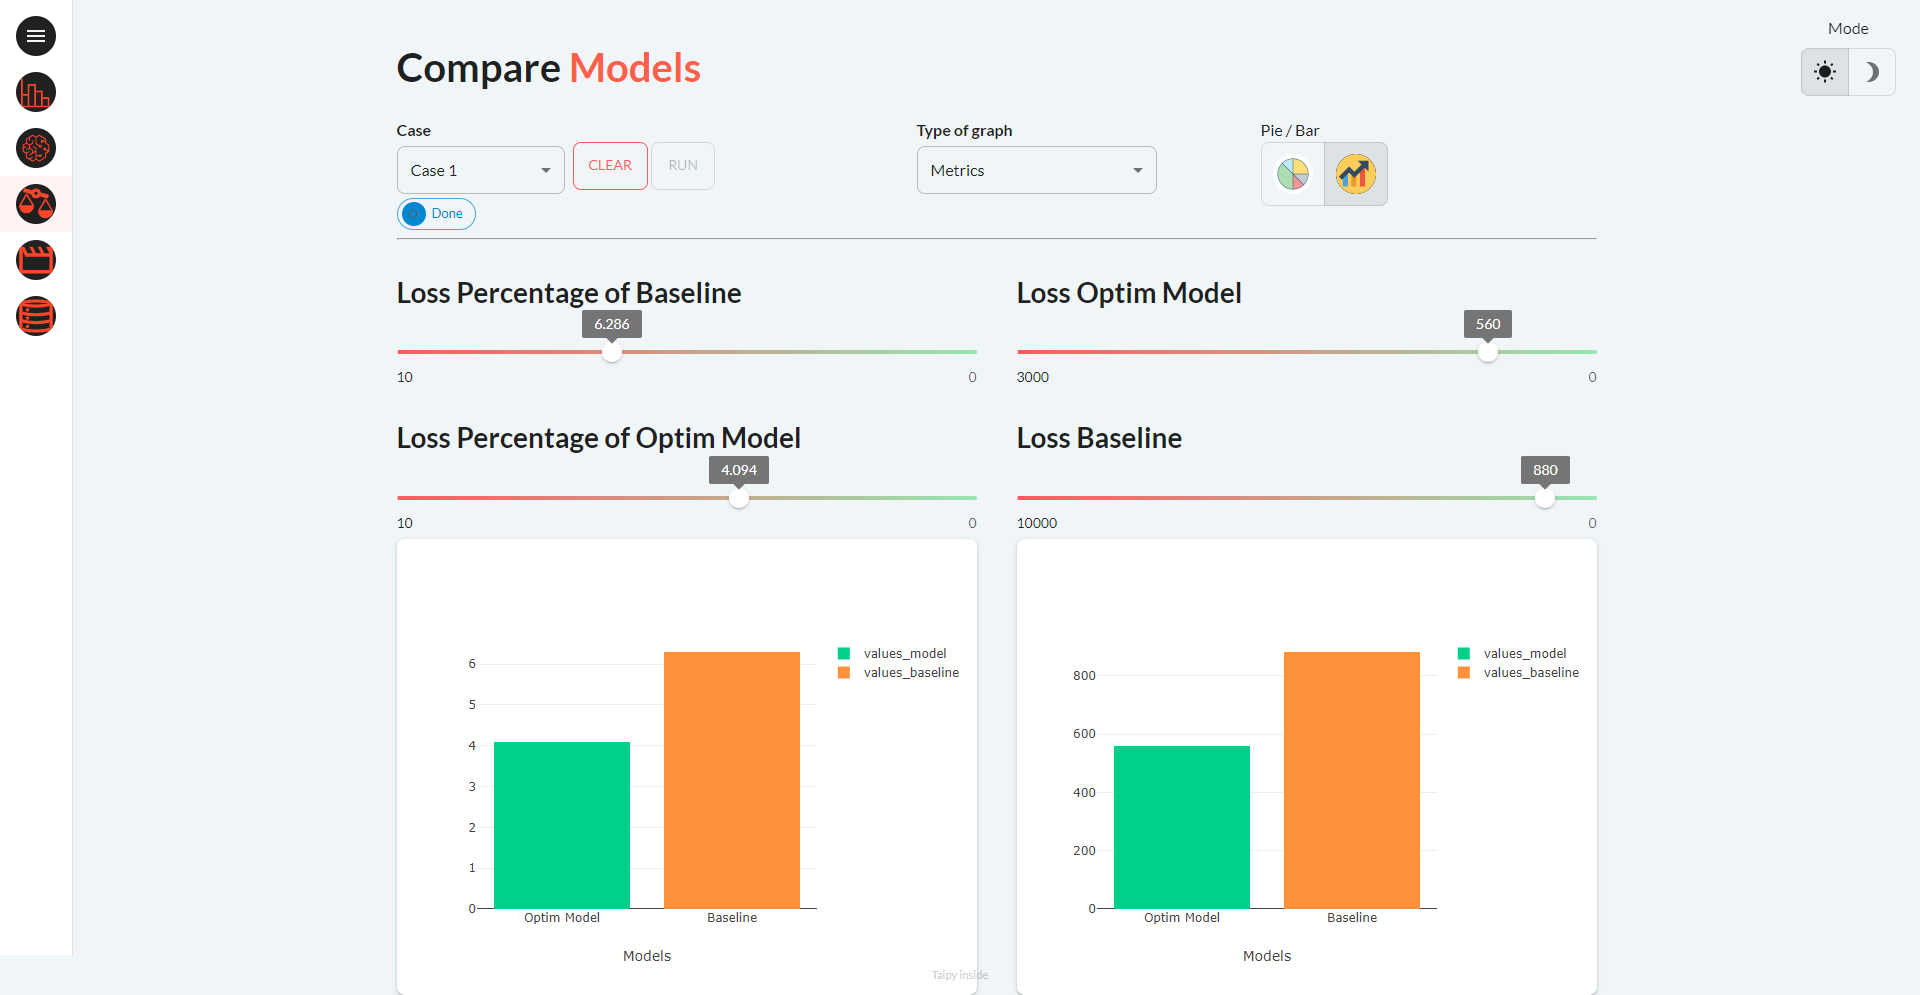 Mode
Compare Models
Case
Type of graph
Pie / Bar
Case 1
CLEAR
RUN
Metrics
Done
Loss Percentage of Baseline
6.286
10
0
Loss Optim Model
560
3000
0
Loss Percentage of Optim Model
4.094
10
0
Loss Baseline
880
10000
0
6
5
4
3
2
1
0
Optim Model
Baseline
Models
values_model
values_baseline
800
600
400
200
0
Optim Model
Baseline
Models
values_model
values_baseline
Taipy inside